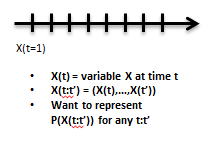 X(t=1)
• X(t) = variable X at time t
• X(t:t') = (X(t),...,X(t'))
• Want to represent
P(X(t:t')) for any t:t'